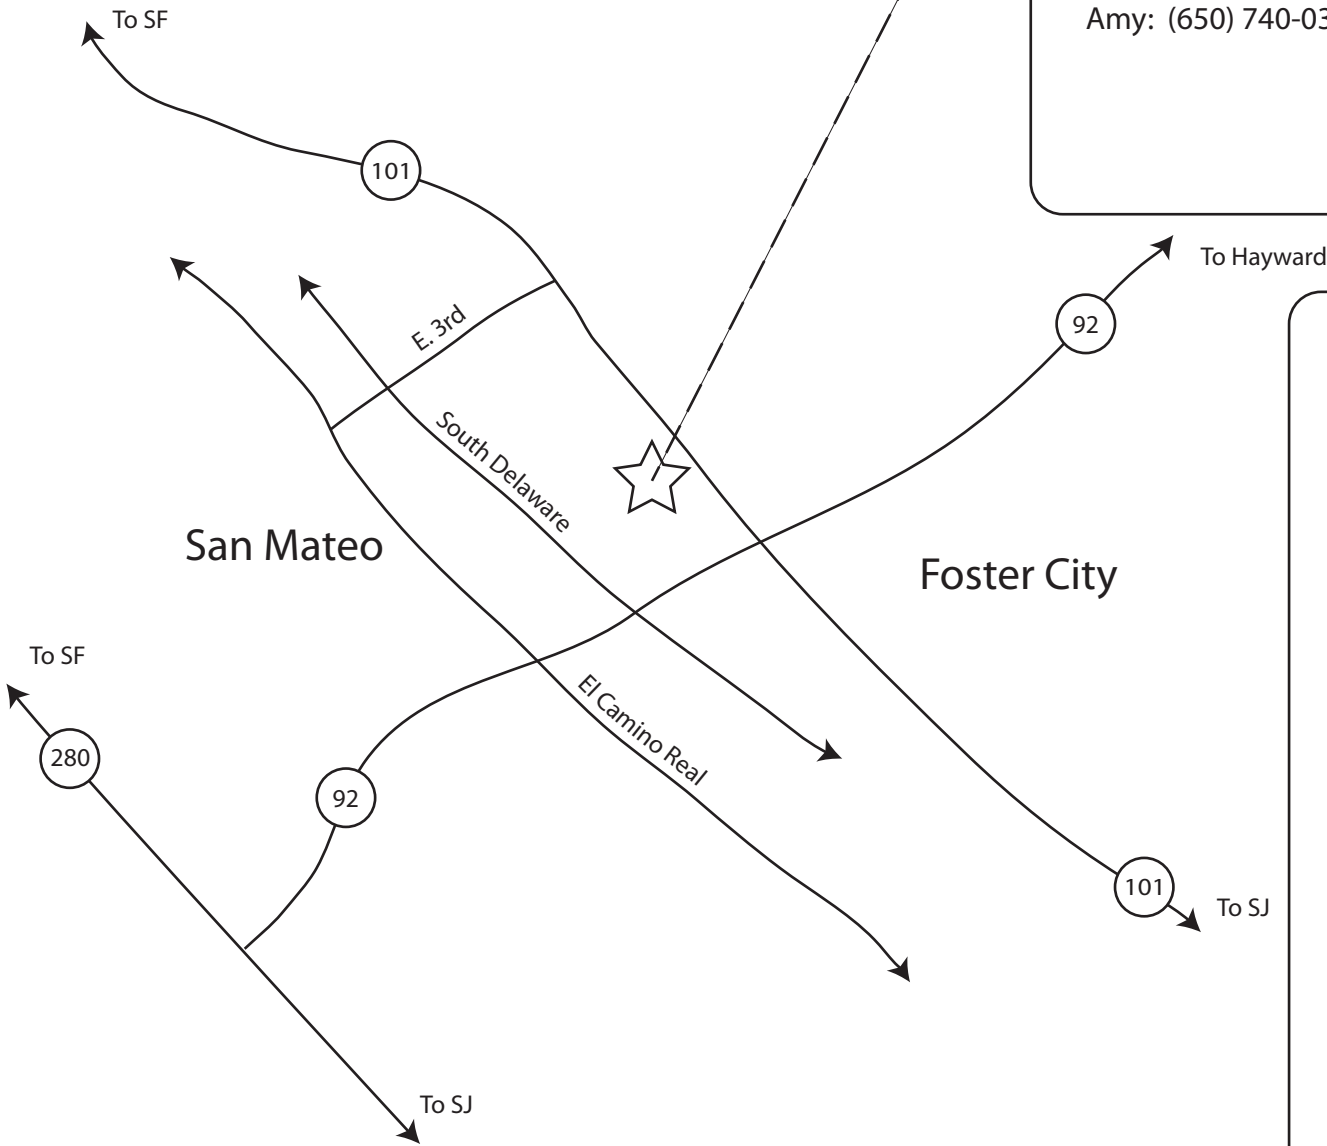 To SF
Amy: (650) 740-03
101
To Hayward
92
E. 3rd
South Delaware
San Mateo
Foster City
To SF
280
El Camino Real
92
101
To SJ
To SJ